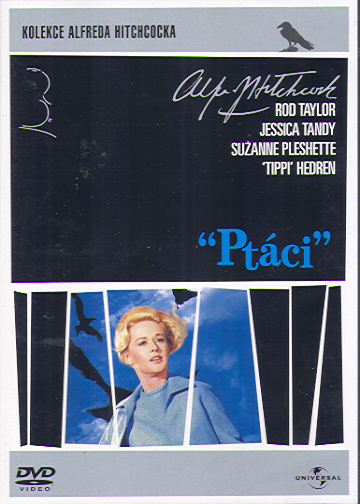 KOLEKCE ALFREDA HITCHCOCKA
Alfred J Hitchcock
ROD TAYLOR
JESSICA TANDY
SUZANNE PLESHETTE
'TIPPI' HEDREN
“Ptáci”
DVD
VIDEO
UNIVERSAL